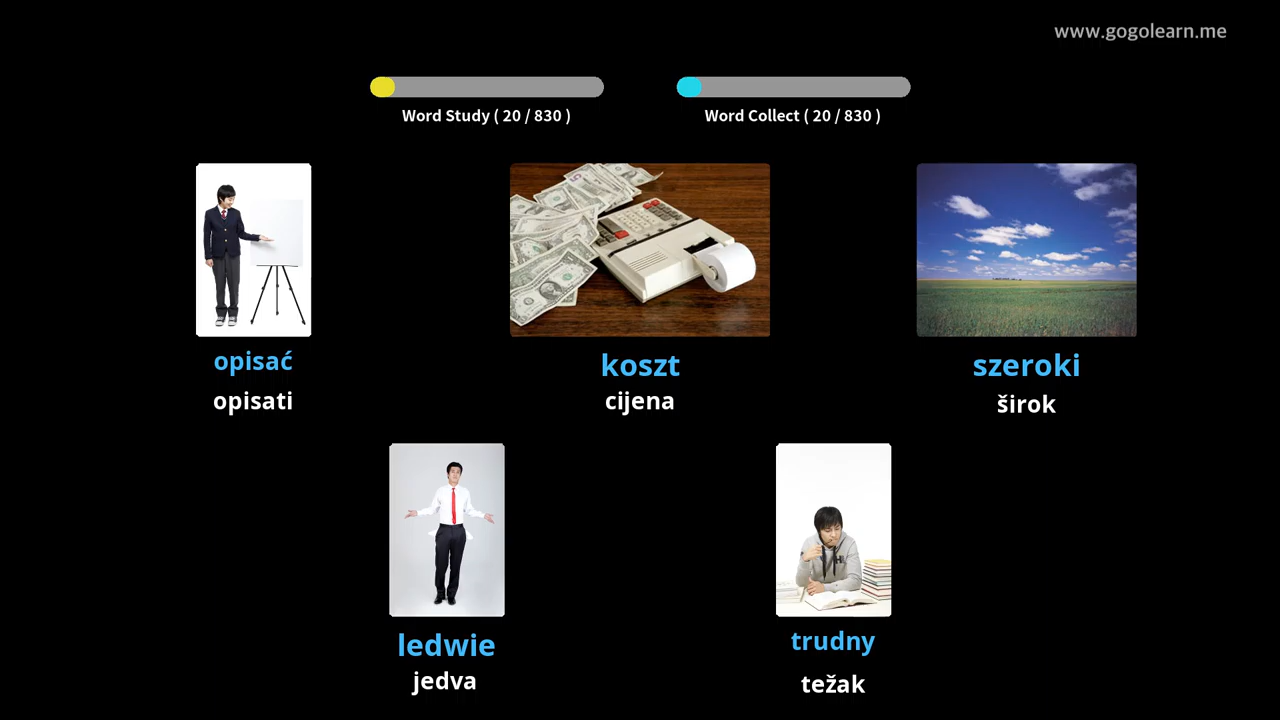 www.gogolearn.me
Word Study ( 20 / 830 )
Word Collect ( 20 / 830 )
opisać
opisati
koszt
cijena
szeroki
širok
ledwie
jedva
trudny
težak